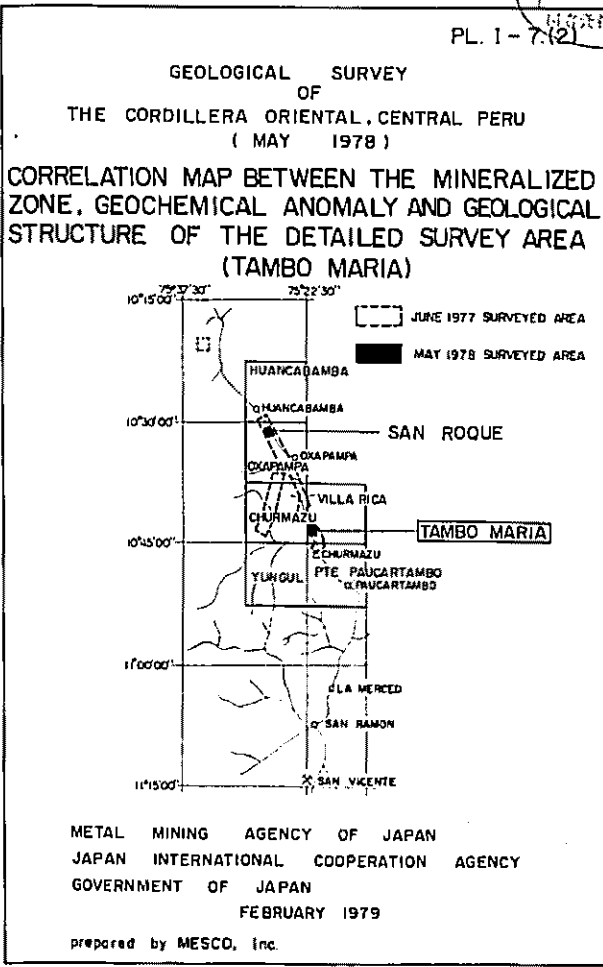 PL. I-7.(2)
GEOLOGICAL SURVEY
OF
THE CORDILLERA ORIENTAL, CENTRAL PERU
( MAY 1978 )
CORRELATION MAP BETWEEN THE MINERALIZED
ZONE, GEOCHEMICAL ANOMALY AND GEOLOGICAL
STRUCTURE OF THE DETAILED SURVEY AREA
(TAMBO MARIA)
75°22'30"
10°15'00"
JUNE 1977 SURVEYED AREA
MAY 1978 SURVEYED AREA
HUANCABAMBA
HUANCABAMBA
10°30'00"
SAN ROQUE
OXAPAMPA
OXAPAMPA
VILLA RICA
CHURMAZU
TAMBO MARIA
10°45'00"
CHURMAZU
YUNGUL
PTE PAUCARTAMBO
PAUCARTAMBO
11°00'00"
LA MERCED
SAN RAMON
11°15'00"
SAN VICENTE
METAL MINING AGENCY OF JAPAN
JAPAN INTERNATIONAL COOPERATION AGENCY
GOVERNMENT OF JAPAN
FEBRUARY 1979
prepared by MESCO, Inc.